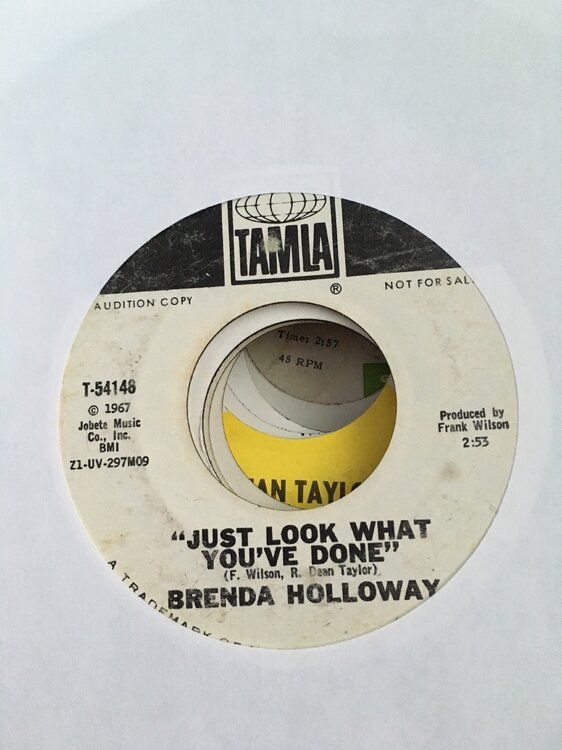 TAMLA
®
AUDITION COPY
NOT FOR SAL
T-54148
© 1967
Jobete Music
Co., Inc.
BMI
Z1-UV-297M09
Produced by
Frank Wilson
2:53
Time: 2:57
45 RPM
AN TAYLO
"JUST LOOK WHAT
YOU'VE DONE"
(F. Wilson, R. Dean Taylor)
BRENDA HOLLOWAY
A TRADEMARK OF